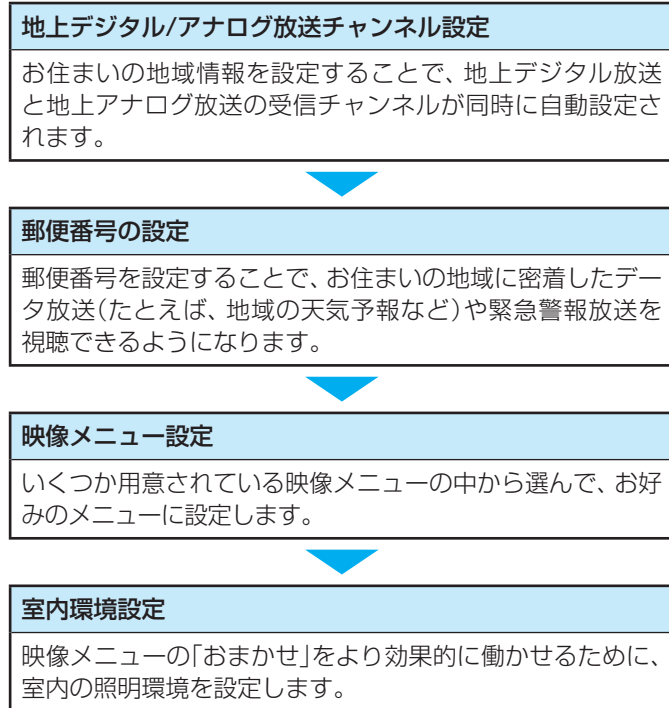 地上デジタル/アナログ放送チャンネル設定
お住まいの地域情報を設定することで、地上デジタル放送
と地上アナログ放送の受信チャンネルが同時に自動設定さ
れます。
郵便番号の設定
郵便番号を設定することで、お住まいの地域に密着したデー
タ放送(たとえば、地域の天気予報など)や緊急警報放送を
視聴できるようになります。
映像メニュー設定
いくつか用意されている映像メニューの中から選んで、お好
みのメニューに設定します。
室内環境設定
映像メニューの「おまかせ」をより効果的に働かせるために、
室内の照明環境を設定します。